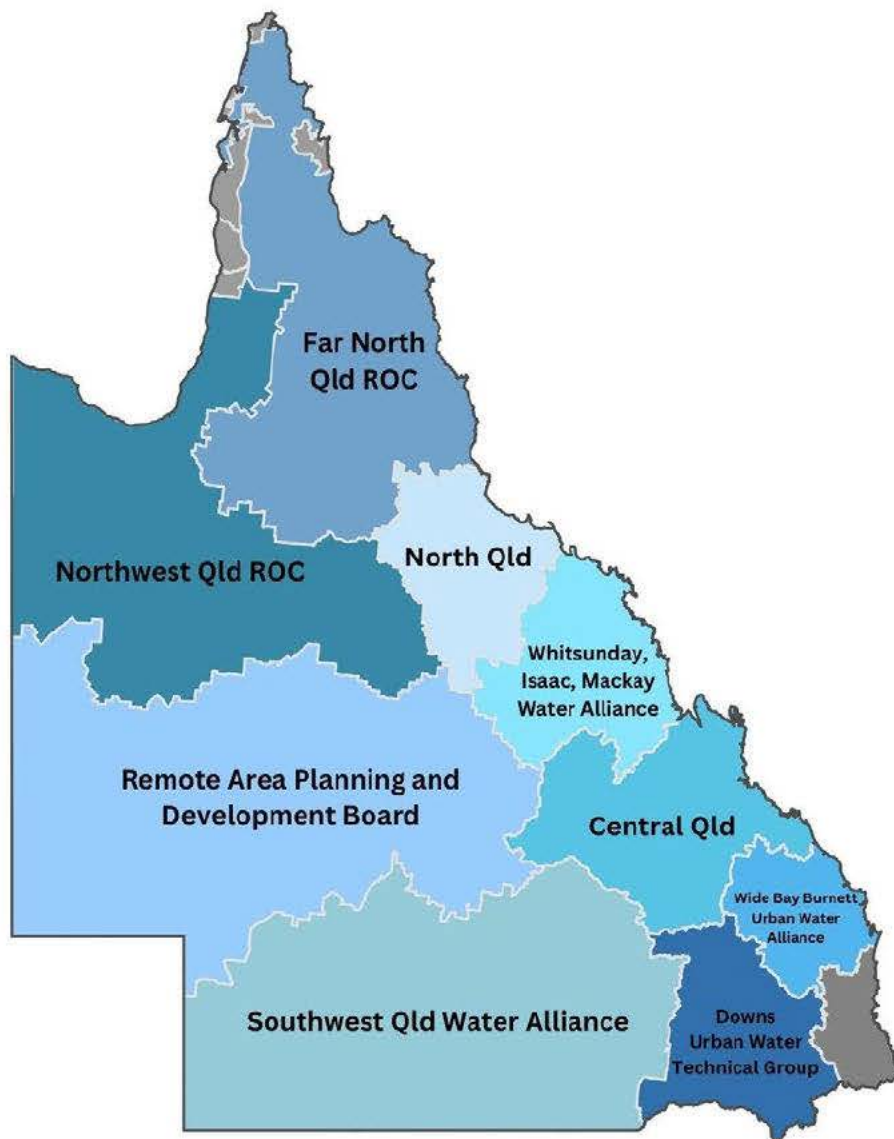 Far North
Qld ROC
North Qld
Northwest Qld ROC
Whitsunday,
Isaac, Mackay
Water Alliance
Remote Area Planning and
Development Board
Central Qld
Wide Bay Burnett
Urban Water
Alliance
Southwest Qld Water Alliance
Downs
Urban Water
Technical Group